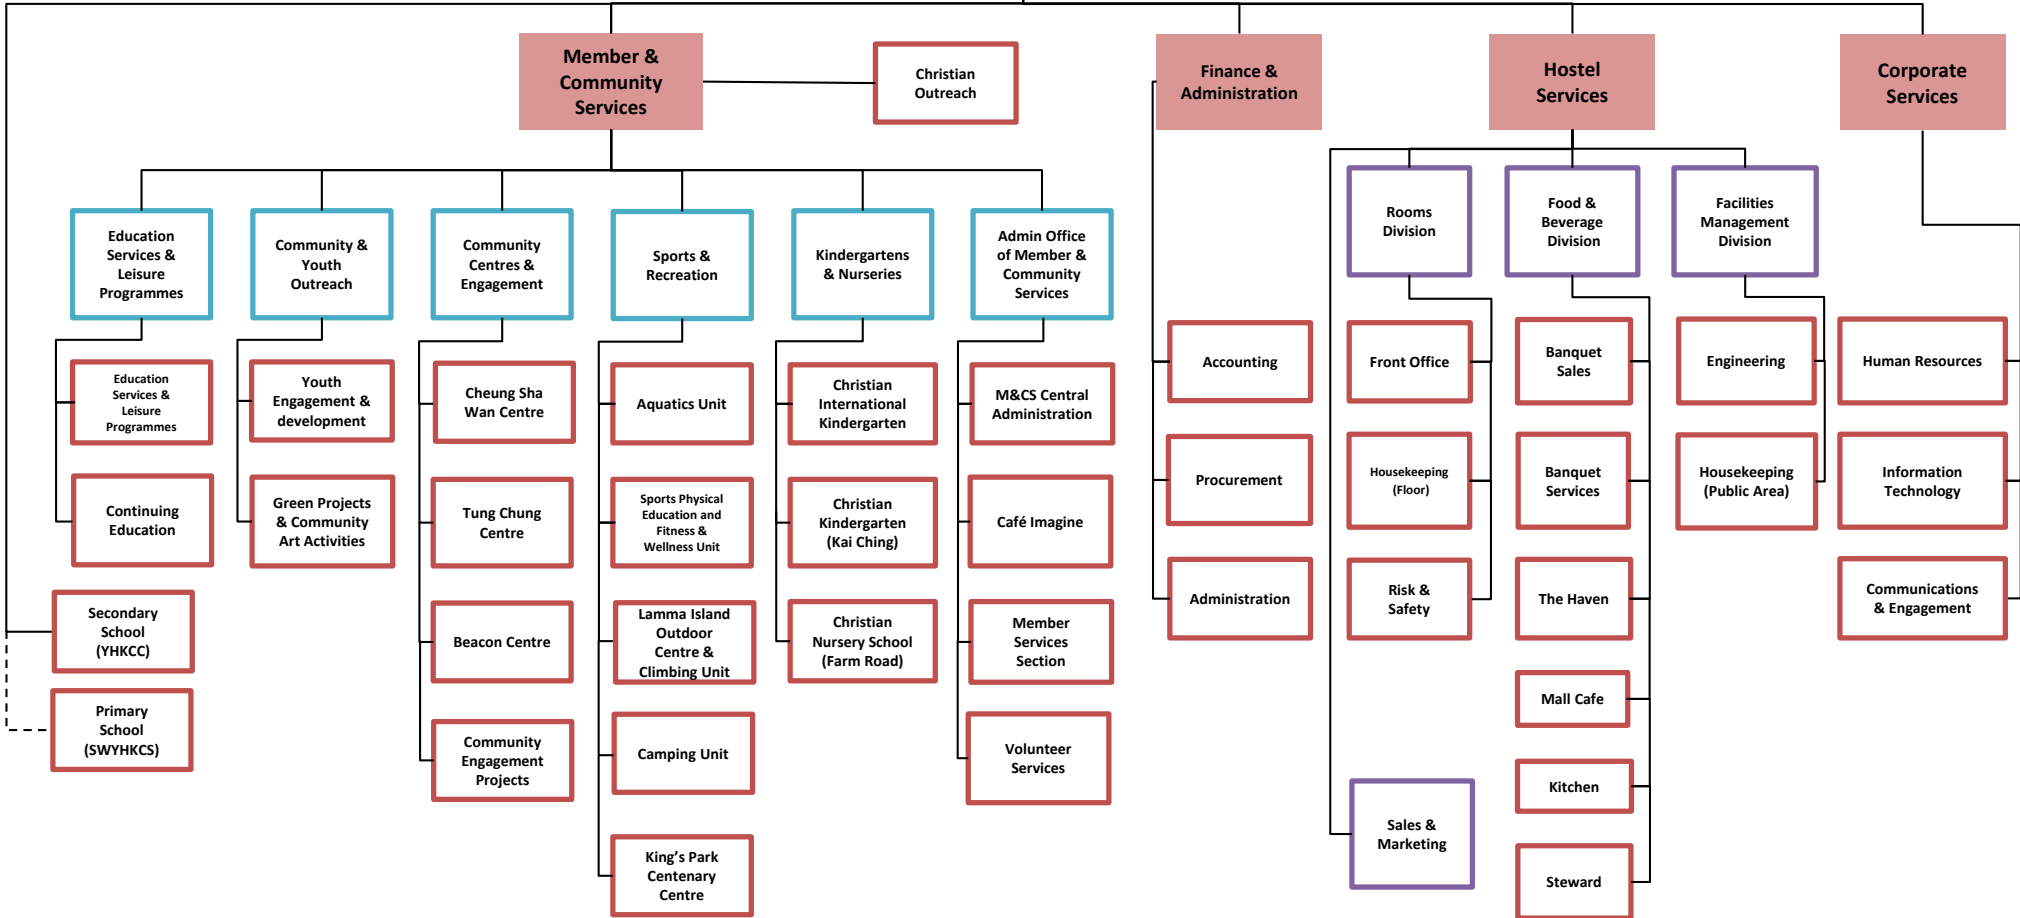 Member &
Community
Services
Christian
Outreach
Finance &
Administration
Hostel
Services
Corporate
Services
Education
Services &
Leisure
Programmes
Community &
Youth
Outreach
Community
Centres &
Engagement
Sports &
Recreation
Kindergartens
& Nurseries
Admin Office
of Member &
Community
Services
Rooms
Division
Food &
Beverage
Division
Facilities
Management
Division
Education
Services &
Leisure
Programmes
Continuing
Education
Secondary
School
(YHKCC)
Primary
School
(SWYHKCS)
Youth
Engagement &
development
Green Projects
& Community
Art Activities
Cheung Sha
Wan Centre
Tung Chung
Centre
Beacon Centre
Community
Engagement
Projects
Aquatics Unit
Sports Physical
Education and
Fitness &
Wellness Unit
Lamma Island
Outdoor
Centre &
Climbing Unit
Camping Unit
King's Park
Centenary
Centre
Christian
International
Kindergarten
Christian
Kindergarten
(Kai Ching)
Christian
Nursery School
(Farm Road)
M&CS Central
Administration
Café Imagine
Member
Services
Section
Volunteer
Services
Accounting
Procurement
Administration
Front Office
Housekeeping
(Floor)
Risk &
Safety
Sales &
Marketing
Banquet
Sales
Banquet
Services
The Haven
Mall Cafe
Kitchen
Steward
Engineering
Housekeeping
(Public Area)
Human Resources
Information
Technology
Communications
& Engagement